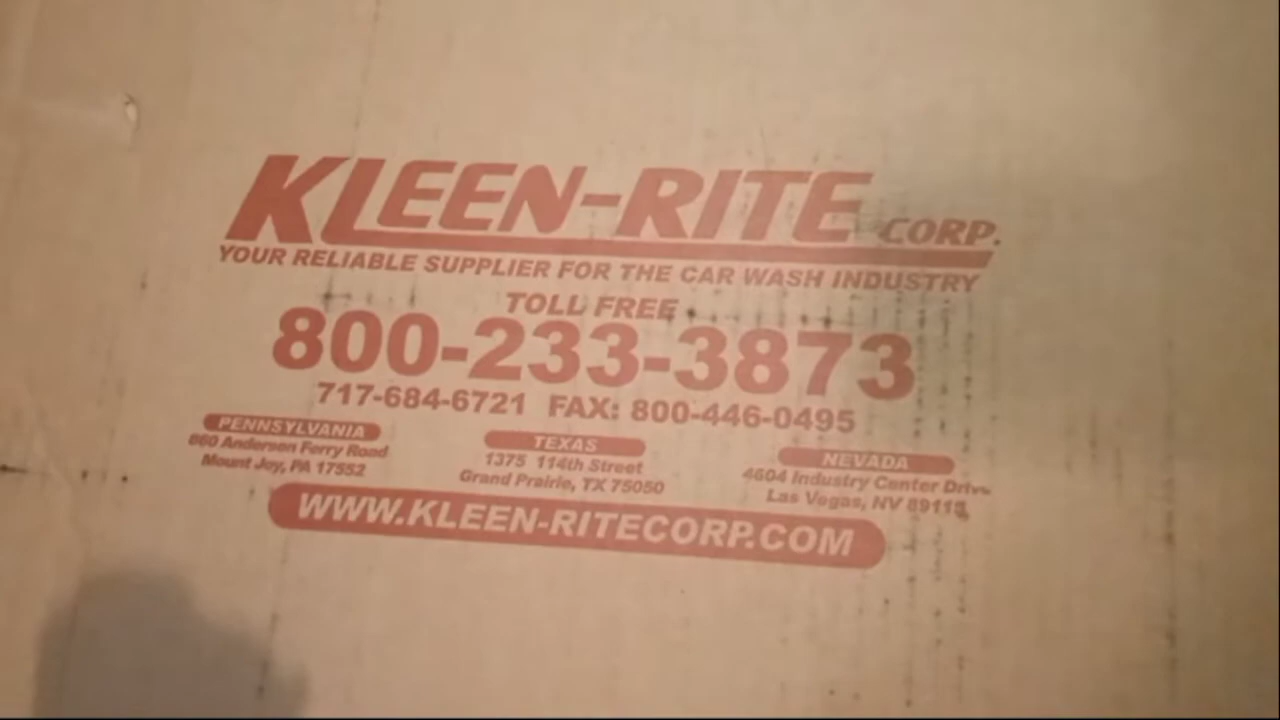 KLEEN-RITE CORP.
YOUR RELIABLE SUPPLIER FOR THE CAR WASH INDUSTRY
TOLL FREE
800-233-3873
717-684-6721 FAX: 800-446-0495
PENNSYLVANIA
860 Anderson Ferry Road
Mount Joy, PA 17552
TEXAS
1375 114th Street
Grand Prairie, TX 75050
NEVADA
4604 Industry Center Drive
Las Vegas, NV
WWW.KLEEN-RITECORP.COM